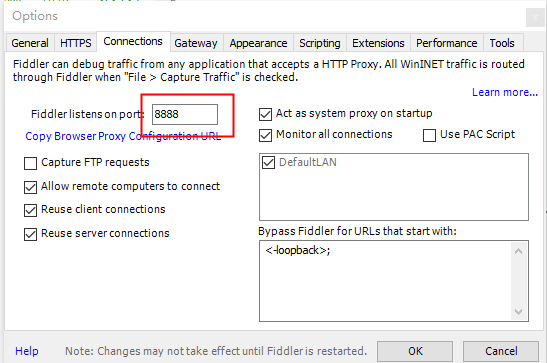 Options
General HTTPS Connections Gateway Appearance Scripting Extensions Performance Tools
Fiddler can debug traffic from any application that accepts a HTTP Proxy. All WinINET traffic is routed
through Fiddler when "File > Capture Traffic" is checked.
Learn more...
Fiddler listens on port: 8888
Copy Browser Proxy Configuration URL
Capture FTP requests
Allow remote computers to connect
Reuse client connections
Reuse server connections
Act as system proxy on startup
Monitor all connections Use PAC Script
DefaultLAN
Bypass Fiddler for URLs that start with:
<-loopback>;
Help Note: Changes may not take effect until Fiddler is restarted. OK Cancel